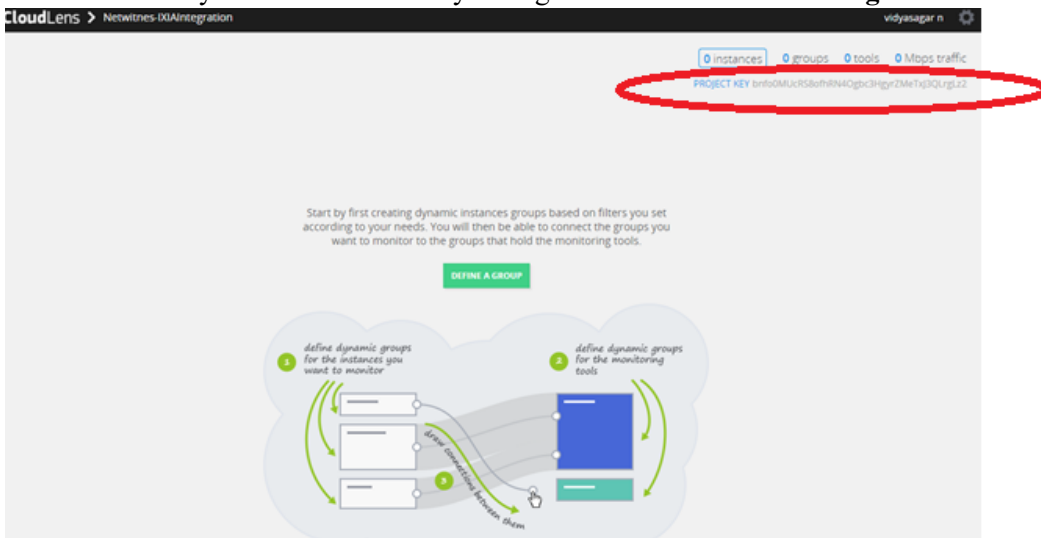 CloudLens > Netwitnes-IXIAIntegration
vidyasagar n
0 instances 0 groups 0 tools 0 Mbps traffic
PROJECT KEY
Start by first creating dynamic instances groups based on filters you set
according to your needs. You will then be able to connect the groups you
want to monitor to the groups that hold the monitoring tools.
DEFINE A GROUP
1
define dynamic groups
for the instances you
want to monitor
2
define dynamic groups
for the monitoring
tools
3
draw connections between them